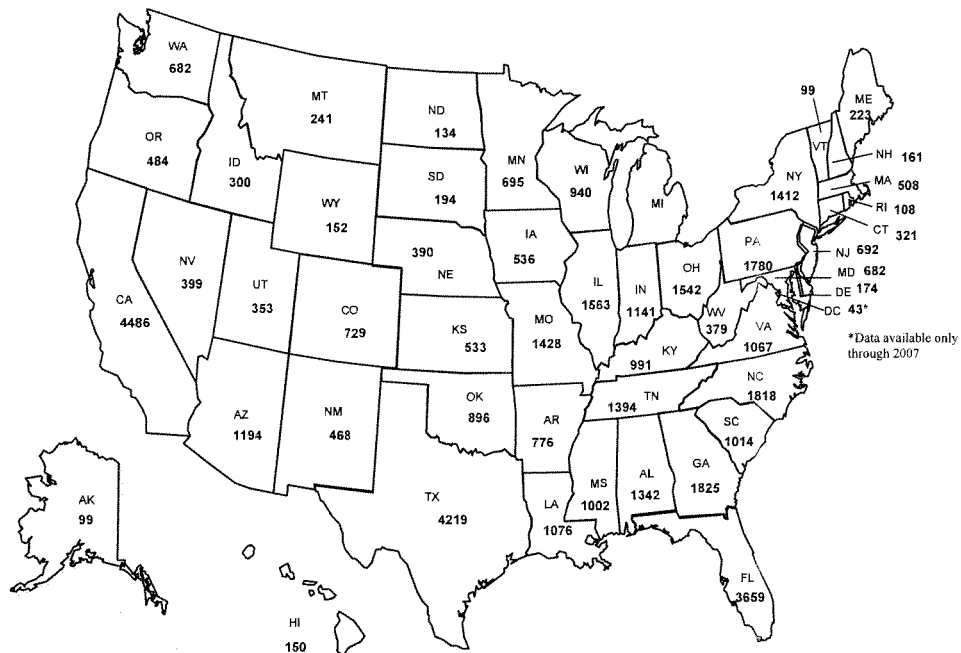 WA
682
OR
484
CA
4486
NV
399
ID
300
MT
241
WY
152
UT
353
CO
729
AZ
1194
NM
468
ND
134
SD
194
390
NE
KS
533
OK
896
TX
4219
MN
695
IA
536
MO
1428
AR
776
LA
1076
WI
940
IL
1563
MI
IN
1141
OH
1542
KY
991
TN
1394
MS
1002
AL
1342
GA
1825
FL
3659
SC
1014
NC
1818
VA
1067
WV
379
PA
1780
NY
1412
99
VT
ME
223
NH 161
MA 508
RI 108
CT 321
NJ 692
MD 682
DE 174
DC 43*
*Data available only
through 2007
AK
99
HI
150